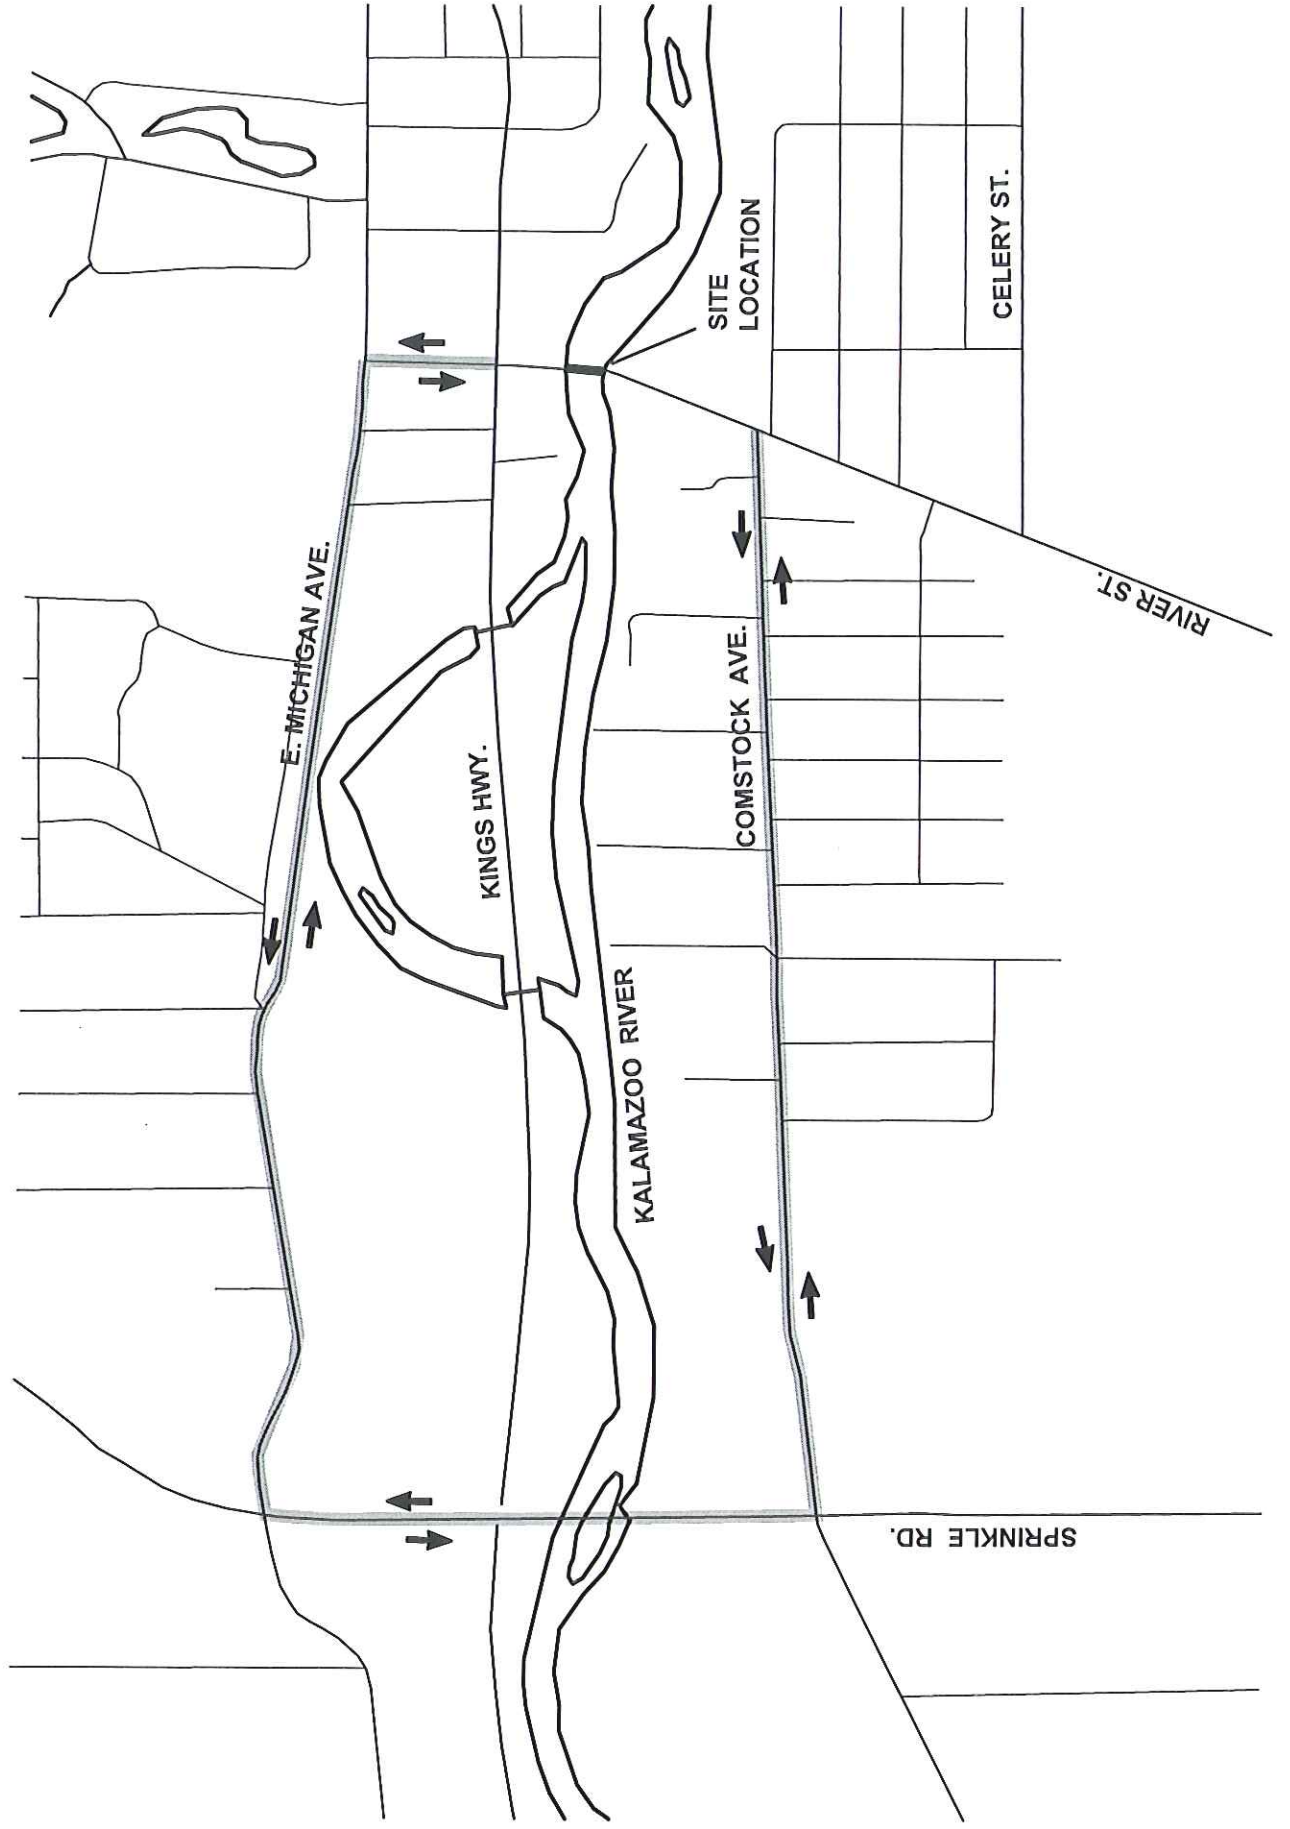 E. MICHIGAN AVE.
KINGS HWY.
KALAMAZOO RIVER
COMSTOCK AVE.
SITE
LOCATION
CELERY ST.
RIVER ST.
SPRINKLE RD.